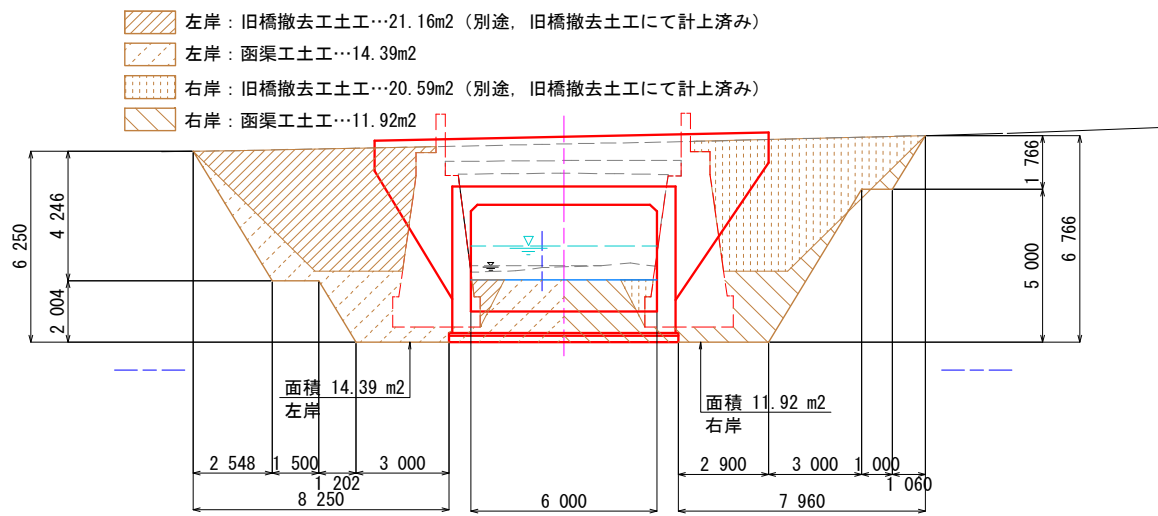 左岸：旧橋撤去工土工…21.16m2（別途，旧橋撤去土工にて計上済み）
左岸：函渠工土工…14.39m2
右岸：旧橋撤去工土工…20.59m2（別途，旧橋撤去土工にて計上済み）
右岸：函渠工土工…11.92m2
6 250
4 246
2 004
1 766
5 000
6 766
面積 14.39 m2
左岸
面積 11.92 m2
右岸
2 548
1 500
1 202
3 000
8 250
6 000
2 900
3 000
1 000
1 060
7 960